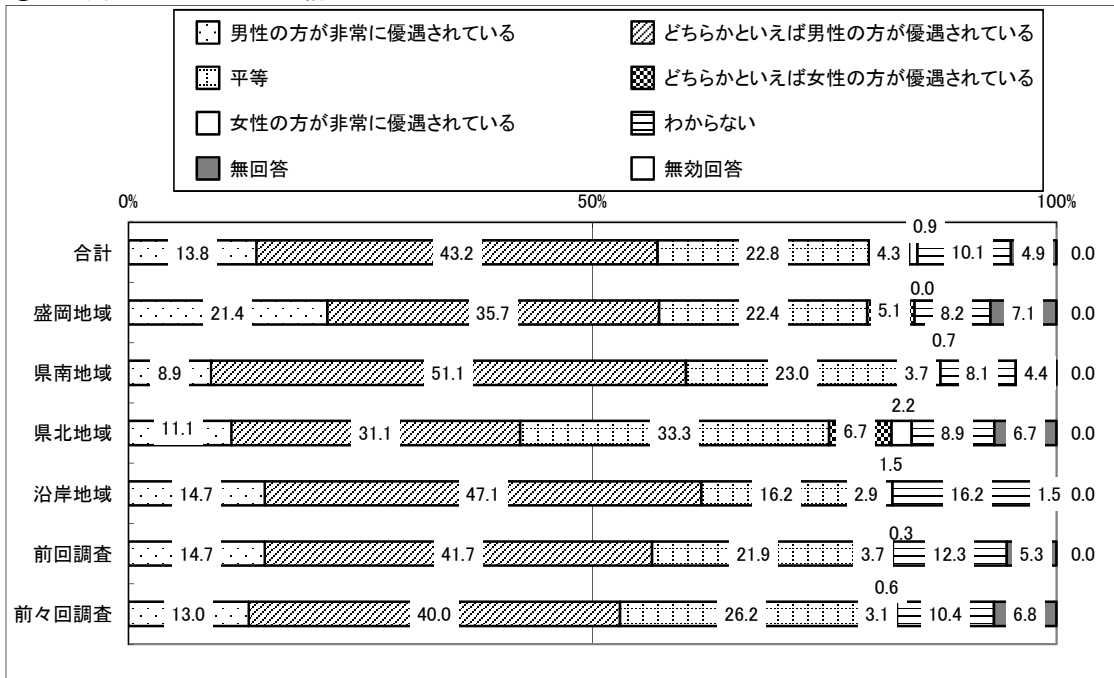 男性の方が非常に優遇されている どちらかといえば男性の方が優遇されている
平等 どちらかといえば女性の方が優遇されている
女性の方が非常に優遇されている わからない
無回答 無効回答
0% 50% 100%
0.9
合計 13.8 43.2 22.8 4.3 10.1 4.9 0.0
0.0
盛岡地域 21.4 35.7 22.4 5.1 8.2 7.1 0.0
0.7
県南地域 8.9 51.1 23.0 3.7 8.1 4.4 0.0
2.2
県北地域 11.1 31.1 33.3 6.7 8.9 6.7 0.0
1.5
沿岸地域 14.7 47.1 16.2 2.9 16.2 1.5 0.0
0.3
前回調査 14.7 41.7 21.9 3.7 12.3 5.3 0.0
0.6
前々回調査 13.0 40.0 26.2 3.1 10.4 6.8